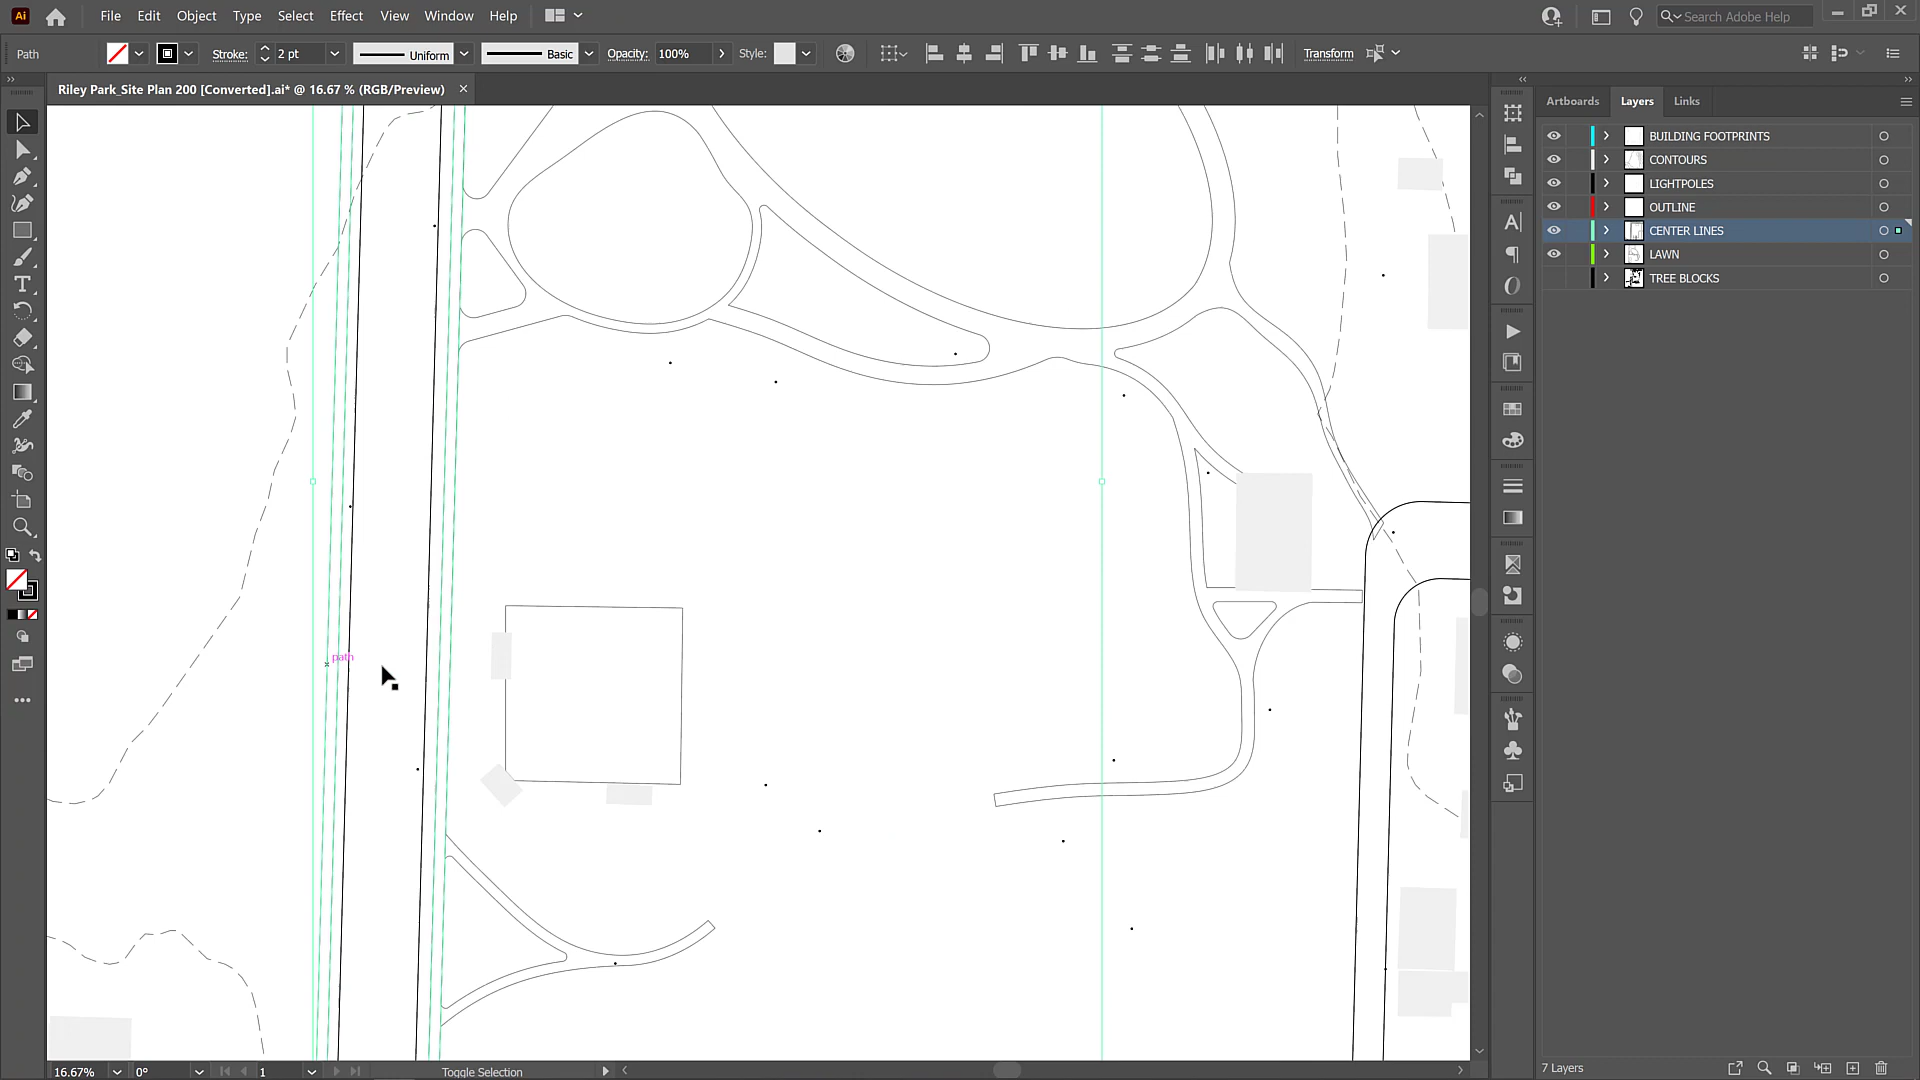 Ai
File Edit Object Type Select Effect View Window Help
Search Adobe Help
Path
Stroke:
2 pt
Uniform
Basic
Opacity:
100%
Style:
Transform
Riley Park_Site Plan 200 [Converted].ai* @ 16.67 % (RGB/Preview)
Artboards
Layers
Links
BUILDING FOOTPRINTS
CONTOURS
LIGHTPOLES
OUTLINE
CENTER LINES
LAWN
TREE BLOCKS
path
16.67%
0°
1
Toggle Selection
7 Layers